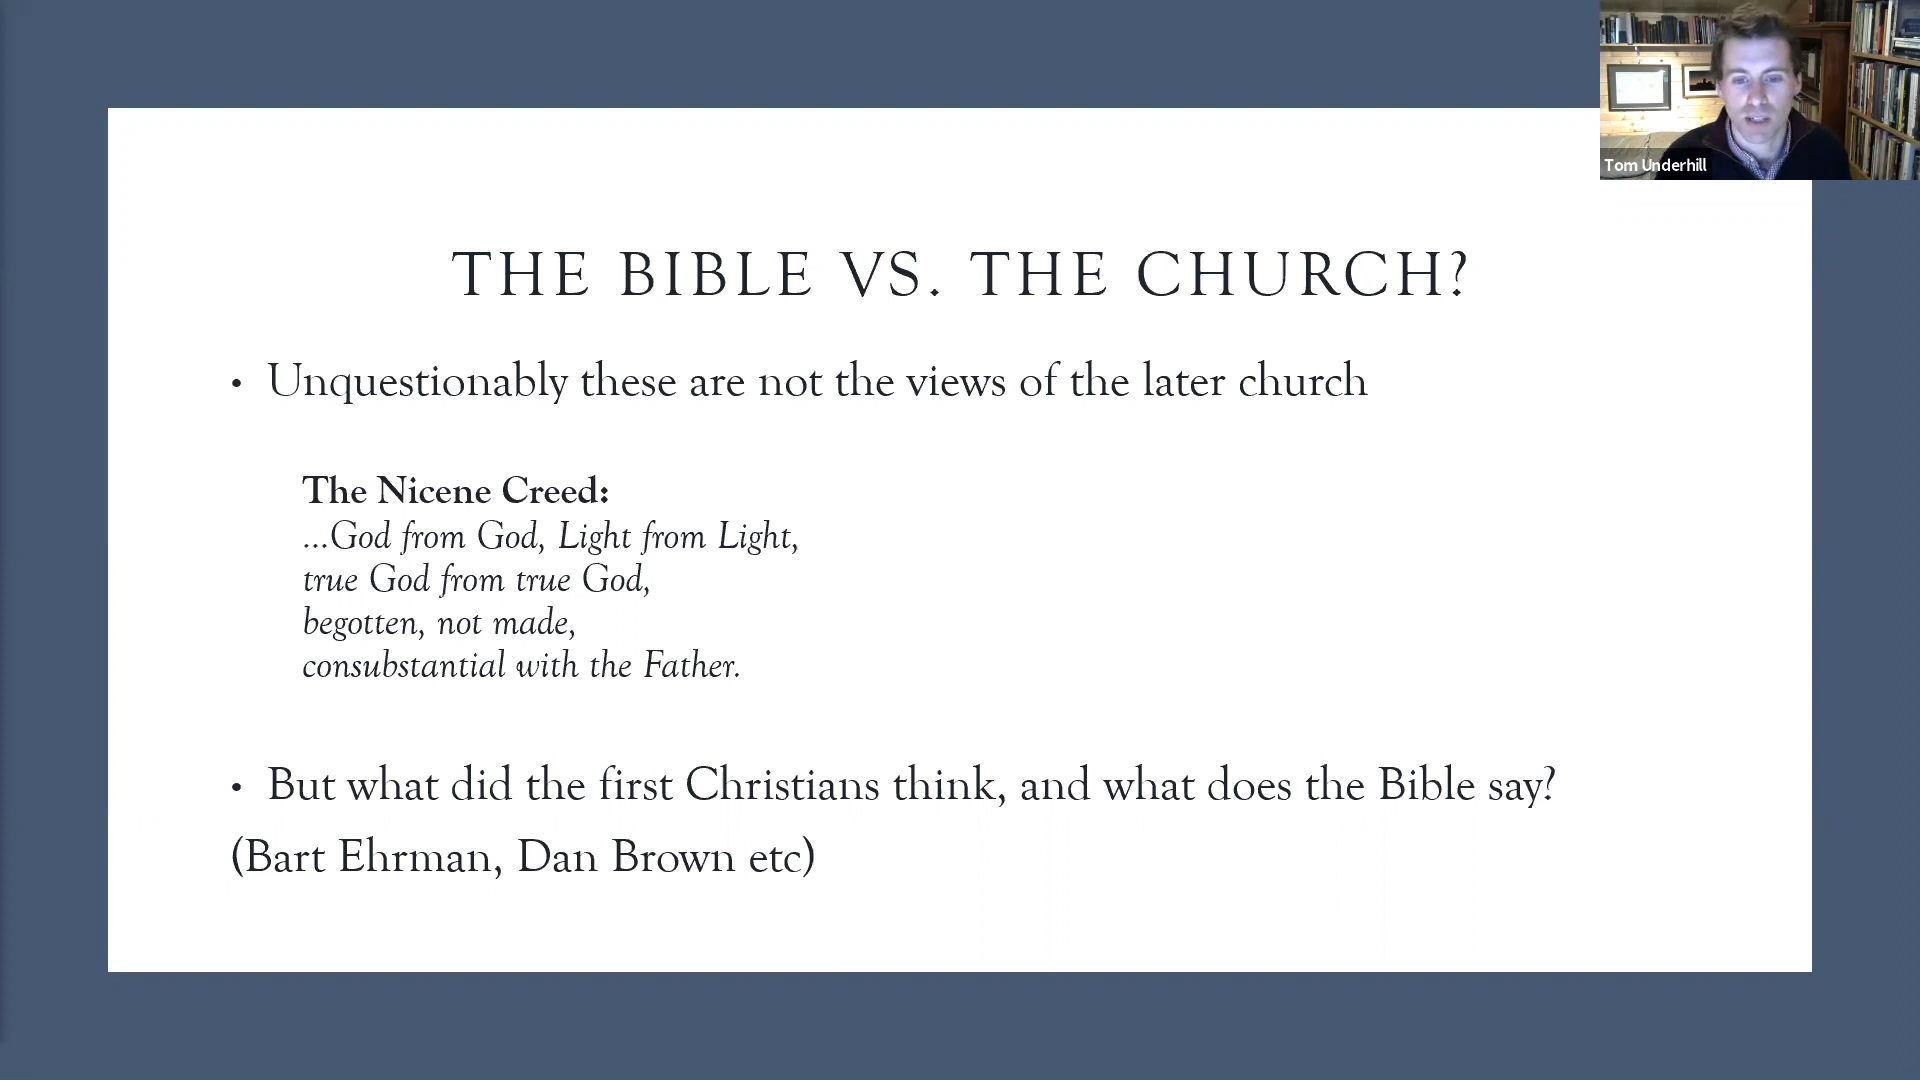 THE BIBLE VS. THE CHURCH?
• Unquestionably these are not the views of the later church
The Nicene Creed:
...God from God, Light from Light,
true God from true God,
begotten, not made,
consubstantial with the Father.
• But what did the first Christians think, and what does the Bible say?
(Bart Ehrman, Dan Brown etc)
Tom Underhill